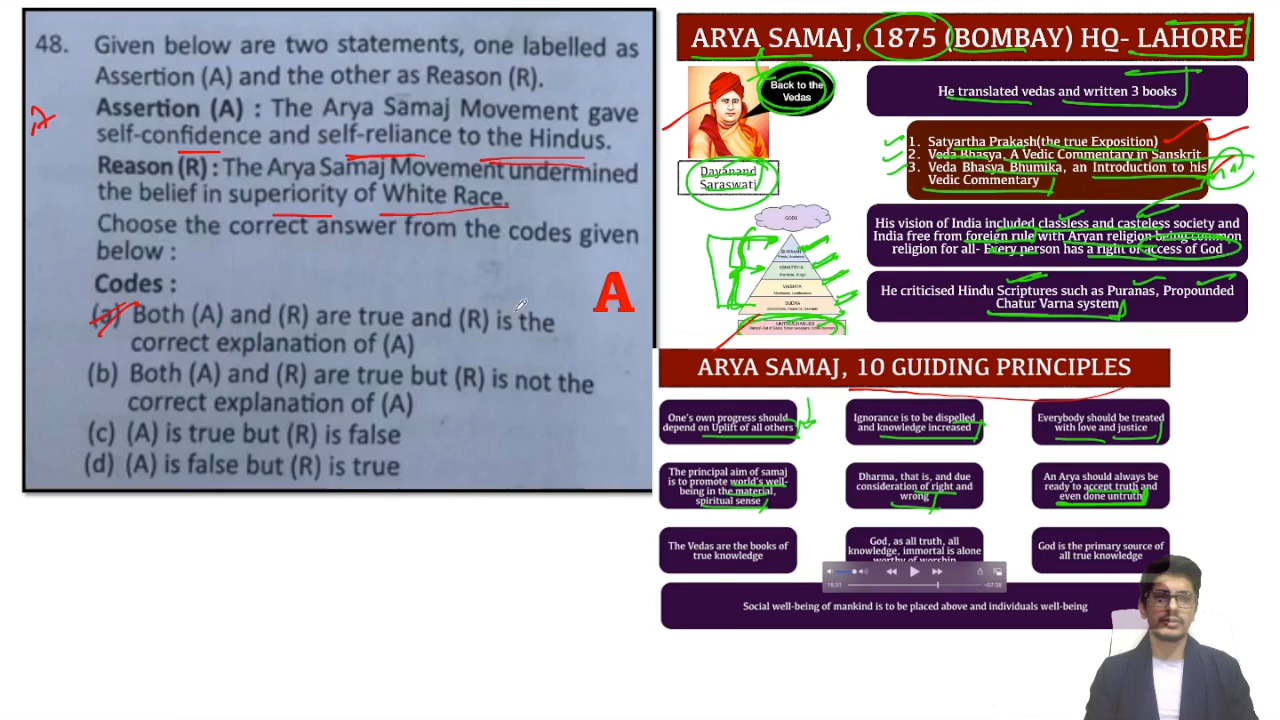 48. Given below are two statements, one labelled as
Assertion (A) and the other as Reason (R).
Assertion (A) : The Arya Samaj Movement gave
self-confidence and self-reliance to the Hindus.
Reason (R) : The Arya Samaj Movement undermined
the belief in superiority of White Race.
Choose the correct answer from the codes given
below :
Codes :
(a) Both (A) and (R) are true and (R) is the
correct explanation of (A)
(b) Both (A) and (R) are true but (R) is not the
correct explanation of (A)
(c) (A) is true but (R) is false
(d) (A) is false but (R) is true
A
ARYA SAMAJ, 1875 (BOMBAY) HQ- LAHORE
Back to the
Vedas
Dayanand
Saraswati
He translated vedas and written 3 books
1. Satyartha Prakash(the true Exposition)
2. Veda Bhasya, A Vedic Commentary in Sanskrit
3. Veda Bhasya Bhumika, an Introduction to his
Vedic Commentary
GODS
VAISHYA
SUDRA
UNTOUCHABLES
His vision of India included classless and casteless society and
India free from foreign rule with Aryan religion being common
religion for all- Every person has a right of access of God
He criticised Hindu Scriptures such as Puranas, Propounded
Chatur Varna system
ARYA SAMAJ, 10 GUIDING PRINCIPLES
One's own progress should
depend on Uplift of all others
Ignorance is to be dispelled
and knowledge increased
Everybody should be treated
with love and justice
The principal aim of samaj
is to promote world's well-
being in the material,
spiritual sense
Dharma, that is, and due
consideration of right and
wrong
An Arya should always be
ready to accept truth and
even done untruth
The Vedas are the books of
true knowledge
God, as all truth, all
knowledge, immortal is alone
worthy of worship
God is the primary source of
all true knowledge
Social well-being of mankind is to be placed above and individuals well-being